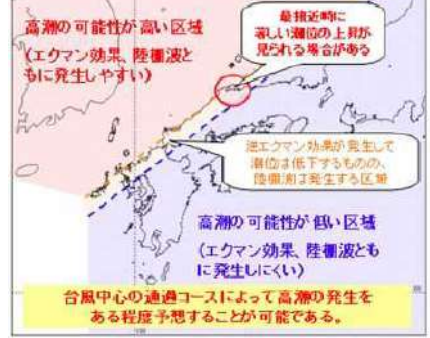 高潮の可能性が高い区域
(エクマン効果、陸棚波と
もに発生しやすい)
最接近時に
著しい潮位の上昇が
見られる場合がある
逆エクマン効果が発生して
潮位は低下するものの、
陸棚波は発生する区域
高潮の可能性が低い区域
(エクマン効果、陸棚波とも
に発生しにくい)
台風中心の通過コースによって高潮の発生を
ある程度予想することが可能である。